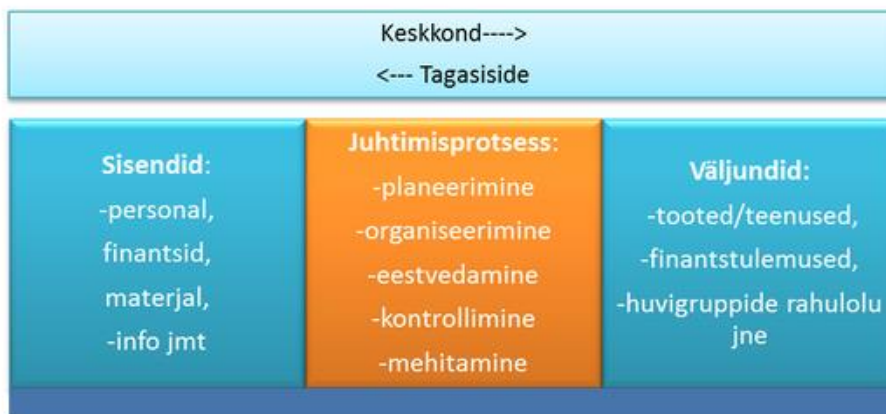 Keskkond---->
<--- Tagasiside
Sisendid:
-personal,
finantsid,
materjal,
-info jmt
Juhtimisprotsess:
-planeerimine
-organiseerimine
-eestvedamine
-kontrollimine
-mehitamine
Väljundid:
-tooted/teenused,
-finantstulemused,
-huvigruppide rahulolu
jne